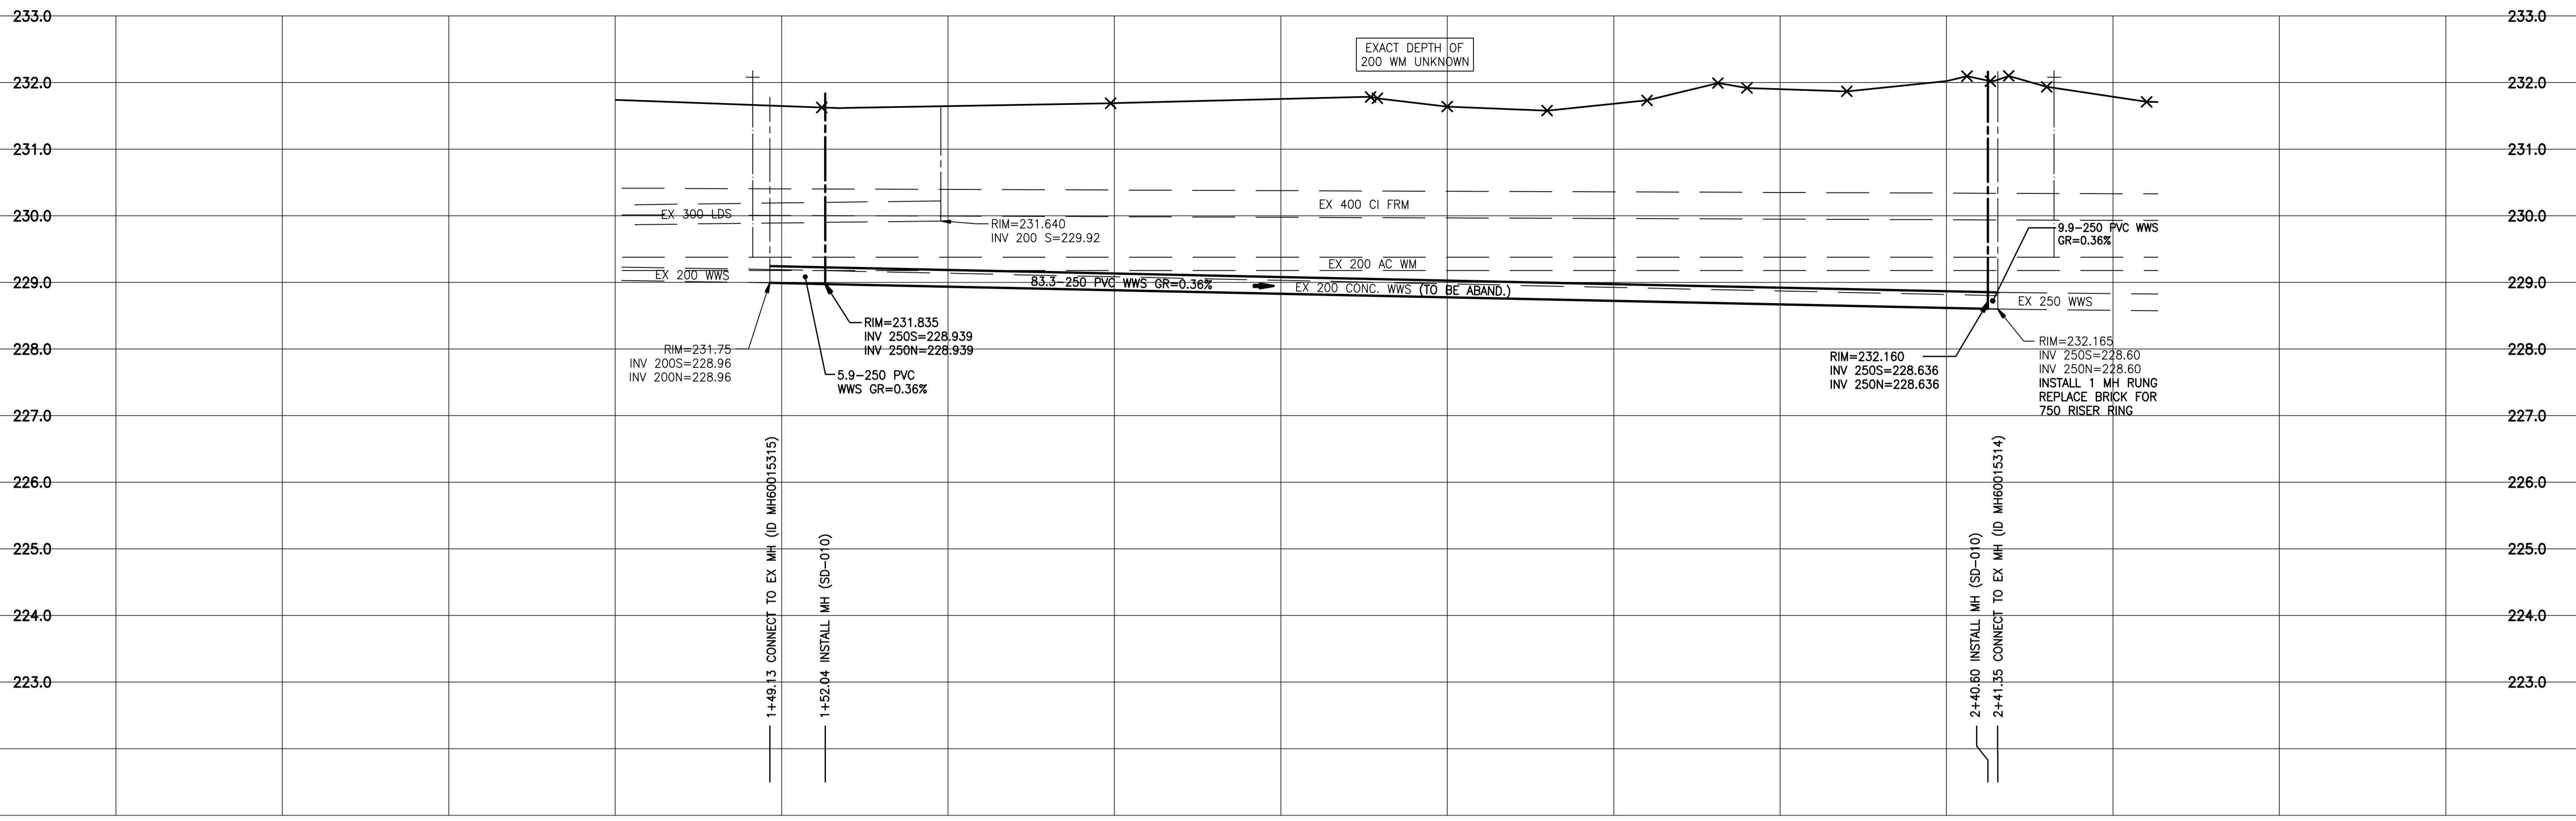 233.0
233.0
EXACT DEPTH OF
200 WM UNKNOWN
232.0
232.0
231.0
231.0
EX 300 LDS
EX 400 CI FRM
230.0
230.0
RIM=231.640
INV 200 S=229.92
9.9-250 PVC WWS
GR=0.36%
EX 200 WWS
EX 200 AC WM
229.0
229.0
83.3-250 PVC WWS GR=0.36%
EX 200 CONC. WWS (TO BE ABAND.)
EX 250 WWS
RIM=231.835
INV 250S=228.939
INV 250N=228.939
RIM=231.75
INV 200S=228.96
INV 200N=228.96
228.0
228.0
5.9-250 PVC
WWS GR=0.36%
RIM=232.160
INV 250S=228.636
INV 250N=228.636
RIM=232.165
INV 250S=228.60
INV 250N=228.60
INSTALL 1 MH RUNG
REPLACE BRICK FOR
750 RISER RING
227.0
227.0
226.0
226.0
225.0
225.0
224.0
224.0
223.0
223.0
1+49.13 CONNECT TO EX MH (ID MH60015315)
1+52.04 INSTALL MH (SD-010)
2+40.60 INSTALL MH (SD-010)
2+41.35 CONNECT TO EX MH (ID MH60015314)